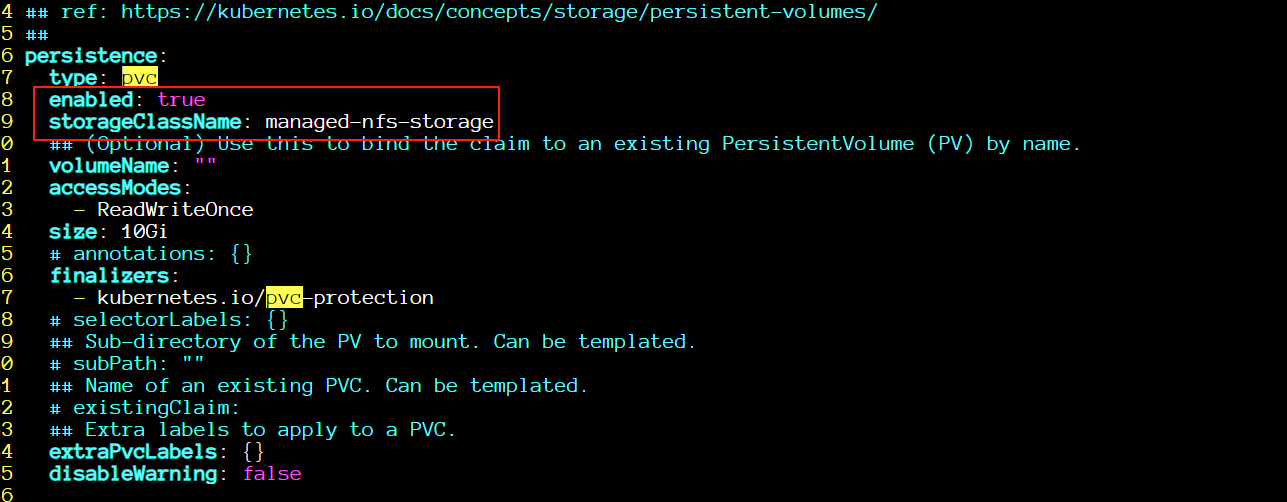 4 ## ref: https://kubernetes.io/docs/concepts/storage/persistent-volumes/
5 ##
6 persistence:
7   type: pvc
8   enabled: true
9   storageClassName: managed-nfs-storage
0   ## (Optional) Use this to bind the claim to an existing PersistentVolume (PV) by name.
1   volumeName: ""
2   accessModes:
3     - ReadWriteOnce
4   size: 10Gi
5   # annotations: {}
6   finalizers:
7     - kubernetes.io/pvc-protection
8   # selectorLabels: {}
9   ## Sub-directory of the PV to mount. Can be templated.
0   # subPath: ""
1   ## Name of an existing PVC. Can be templated.
2   # existingClaim:
3   ## Extra labels to apply to a PVC.
4   extraPvcLabels: {}
5   disableWarning: false
6